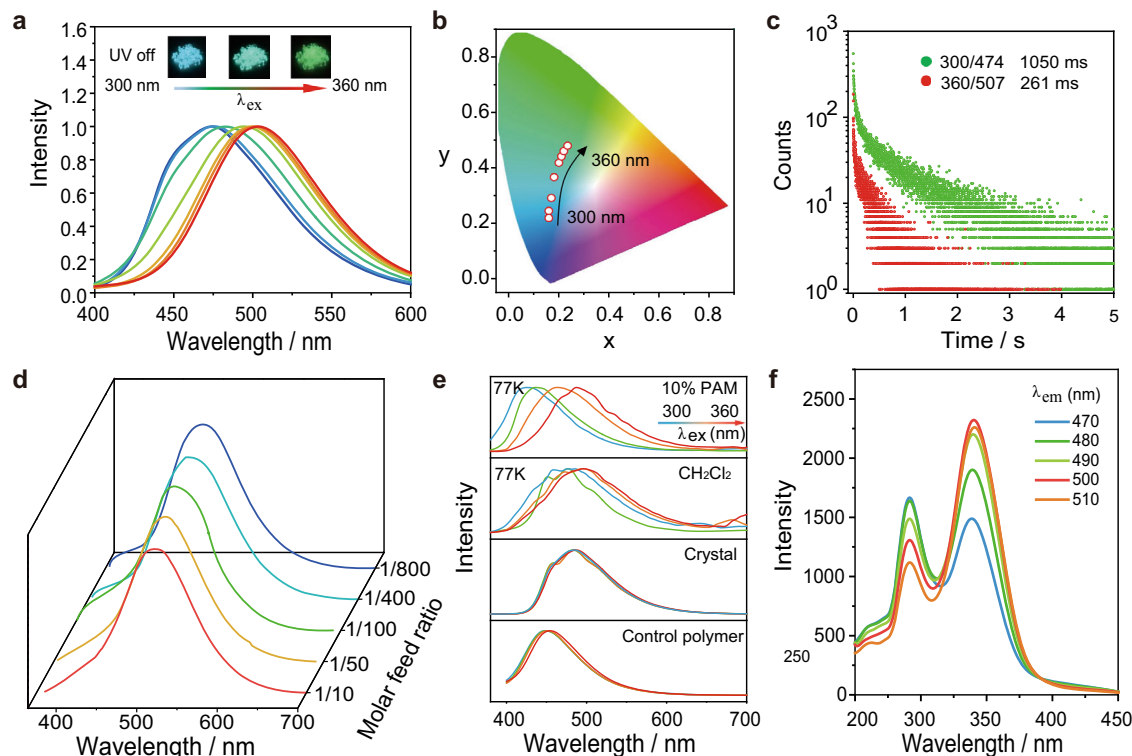 a
UV off
300 nm
360 nm
λex
Intensity
1.6
1.4
1.2
1.0
0.8
0.6
0.4
0.2
0.0
400 450 500 550 600
Wavelength / nm
b
y
0.8
0.6
0.4
0.2
0.0
360 nm
300 nm
0.0 0.2 0.4 0.6 0.8
x
c
Counts
10³
10²
10¹
10⁰
300/474 1050 ms
360/507 261 ms
0 1 2 3 4 5
Time / s
d
1/800
1/400
1/100
1/50
1/10
Molar feed ratio
400 500 600 700
Wavelength / nm
e
Intensity
77K
10% PAM
300 360
λex (nm)
77K
CH₂Cl₂
Crystal
Control polymer
400 500 600 700
Wavelength / nm
f
Intensity
2500
2250
2000
1750
1500
1250
1000
750
500
250
0
λem (nm)
470
480
490
500
510
200 250 300 350 400 450
Wavelength / nm